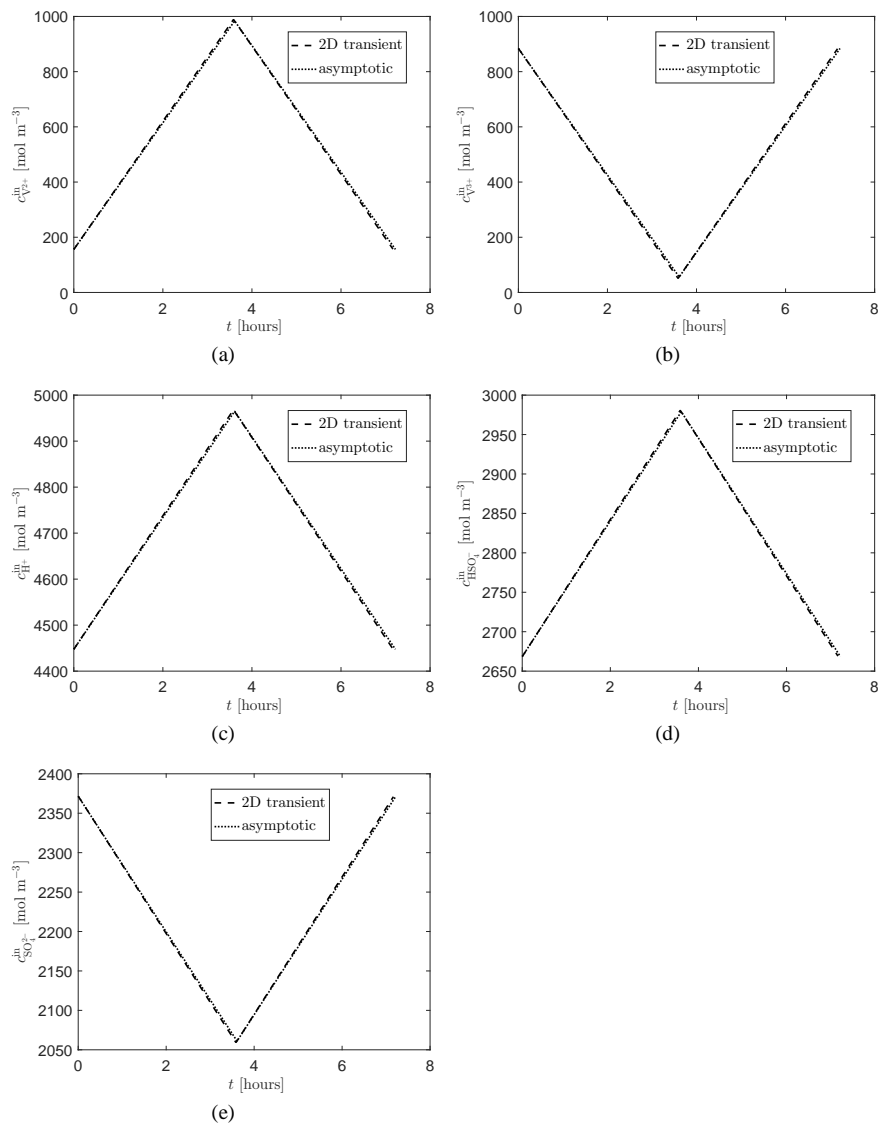 1000
800
600
400
200
0
c^in_V2+ [mol m−3]
0 2 4 6 8
t [hours]
2D transient
asymptotic
(a)
1000
800
600
400
200
0
c^in_V3+ [mol m−3]
0 2 4 6 8
t [hours]
2D transient
asymptotic
(b)
5000
4900
4800
4700
4600
4500
4400
c^in_H+ [mol m−3]
0 2 4 6 8
t [hours]
2D transient
asymptotic
(c)
3000
2950
2900
2850
2800
2750
2700
2650
c^in_HSO4− [mol m−3]
0 2 4 6 8
t [hours]
2D transient
asymptotic
(d)
2400
2350
2300
2250
2200
2150
2100
2050
c^in_SO4 2− [mol m−3]
0 2 4 6 8
t [hours]
2D transient
asymptotic
(e)